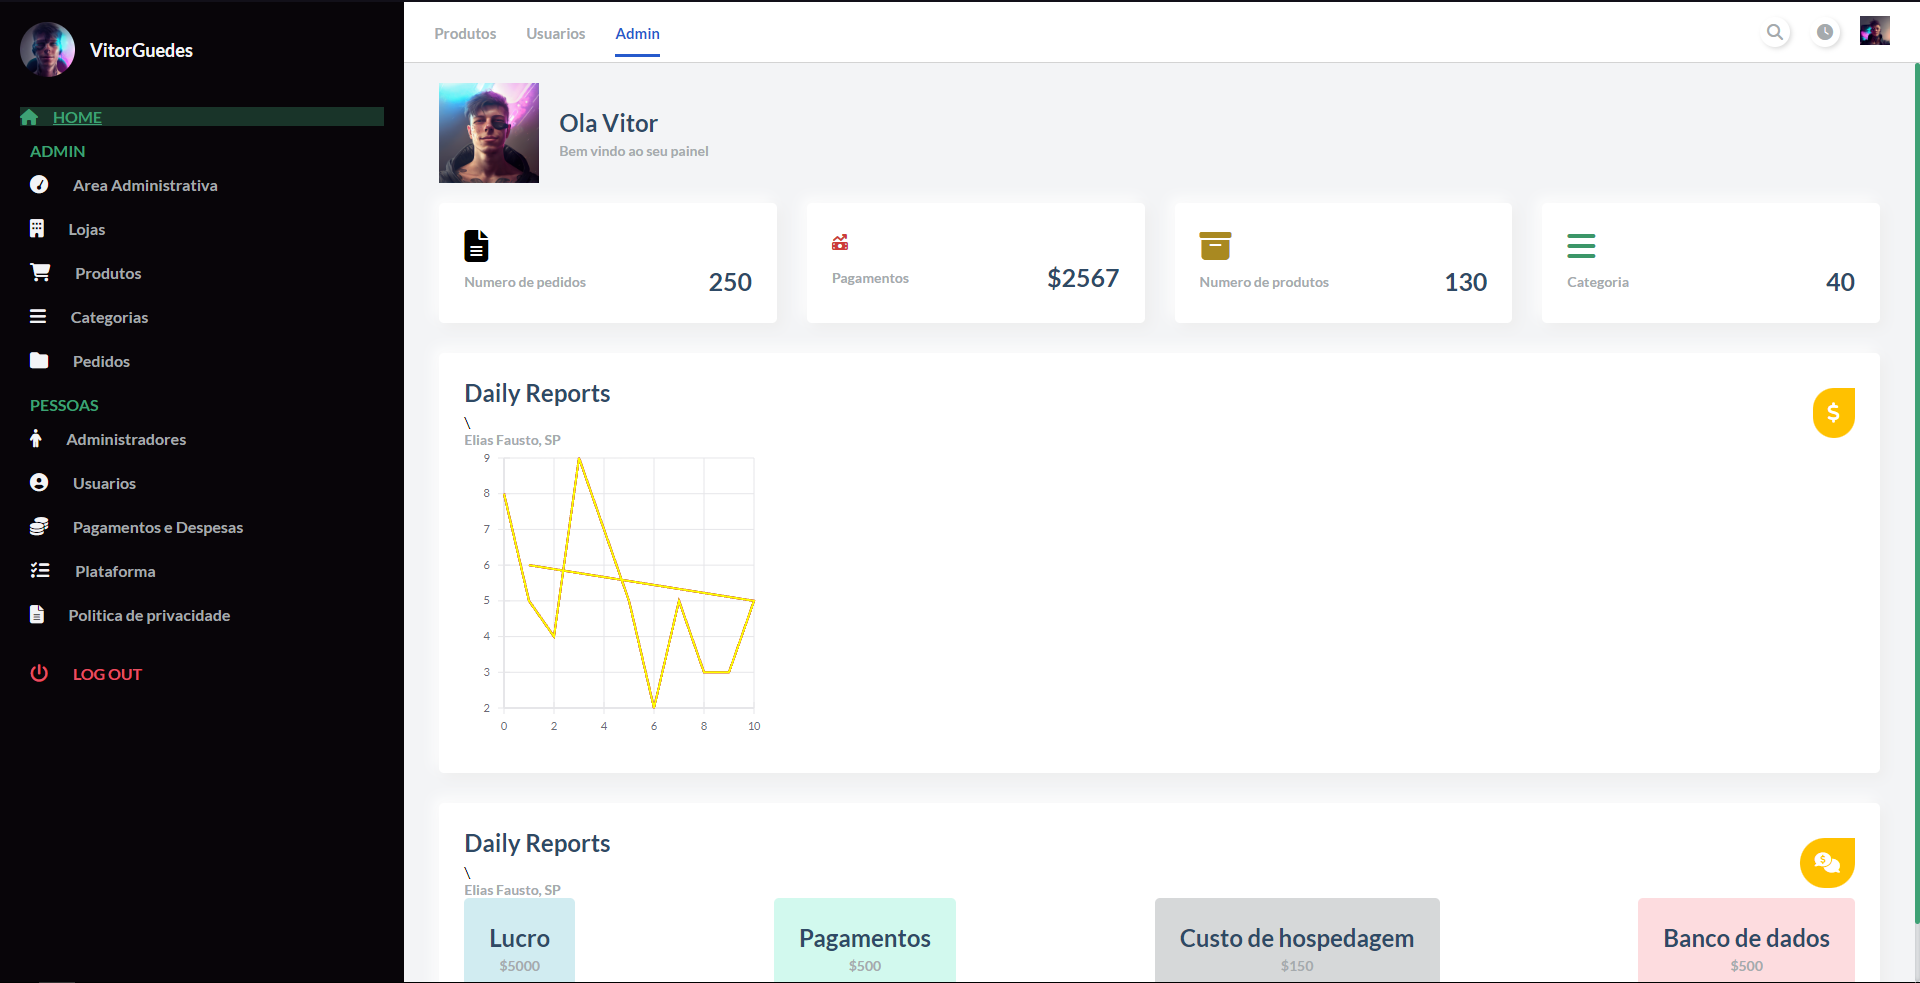 VitorGuedes
HOME
ADMIN
Area Administrativa
Lojas
Produtos
Categorias
Pedidos
PESSOAS
Administradores
Usuarios
Pagamentos e Despesas
Plataforma
Politica de privacidade
LOG OUT
Produtos Usuarios Admin
Ola Vitor
Bem vindo ao seu painel
Numero de pedidos 250
Pagamentos $2567
Numero de produtos 130
Categoria 40
Daily Reports
\
Elias Fausto, SP
9
8
7
6
5
4
3
2
0 2 4 6 8 10
$
Daily Reports
\
Elias Fausto, SP
$
Lucro
$5000
Pagamentos
$500
Custo de hospedagem
$150
Banco de dados
$500